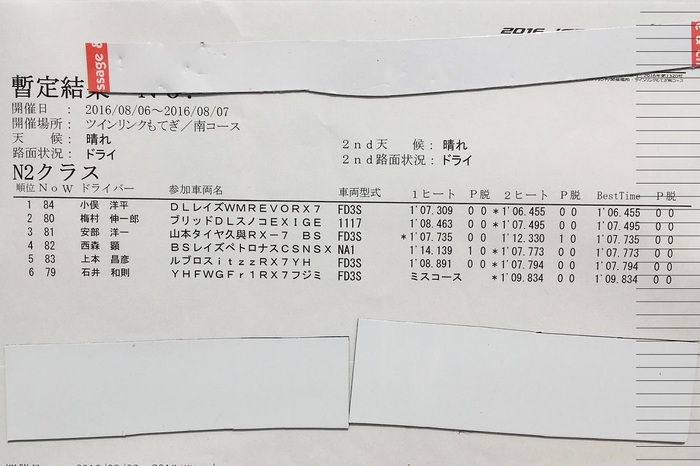 ssage &
暫定結果
開催日 : 2016/08/06～2016/08/07
開催場所: ツインリンクもてぎ／南コース
天 候: 晴れ 2nd天 候: 晴れ
路面状況: ドライ 2nd路面状況: ドライ
N2クラス
順位 No W ドライバー 参加車両名 車両型式 1ヒート P 脱 2ヒート P 脱 BestTime P 脱
1 84 小俣 洋平 DLレイズWMREVORX7 FD3S 1'07.309 0 0 *1'06.455 0 0 1'06.455 0 0
2 80 梅村 伸一郎 ブリッドDLスノコEXIGE 1117 1'08.463 0 0 *1'07.495 0 0 1'07.495 0 0
3 81 安部 洋一 山本タイヤ久與RX-7 BS FD3S *1'07.735 0 0 1'12.330 1 0 1'07.735 0 0
4 82 西森 顕 BSレイズペトロナスCSNSX NA1 1'14.139 1 0 *1'07.773 0 0 1'07.773 0 0
5 83 上本 昌彦 ルブロスitzzRX7YH FD3S 1'08.891 0 0 *1'07.794 0 0 1'07.794 0 0
6 79 石井 和則 YHFWGFr1RX7フジミ FD3S ミスコース *1'09.834 0 0 1'09.834 0 0